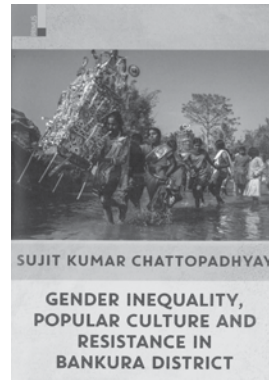 SUJIT KUMAR CHATTOPADHYAY
GENDER INEQUALITY,
POPULAR CULTURE AND
RESISTANCE IN
BANKURA DISTRICT